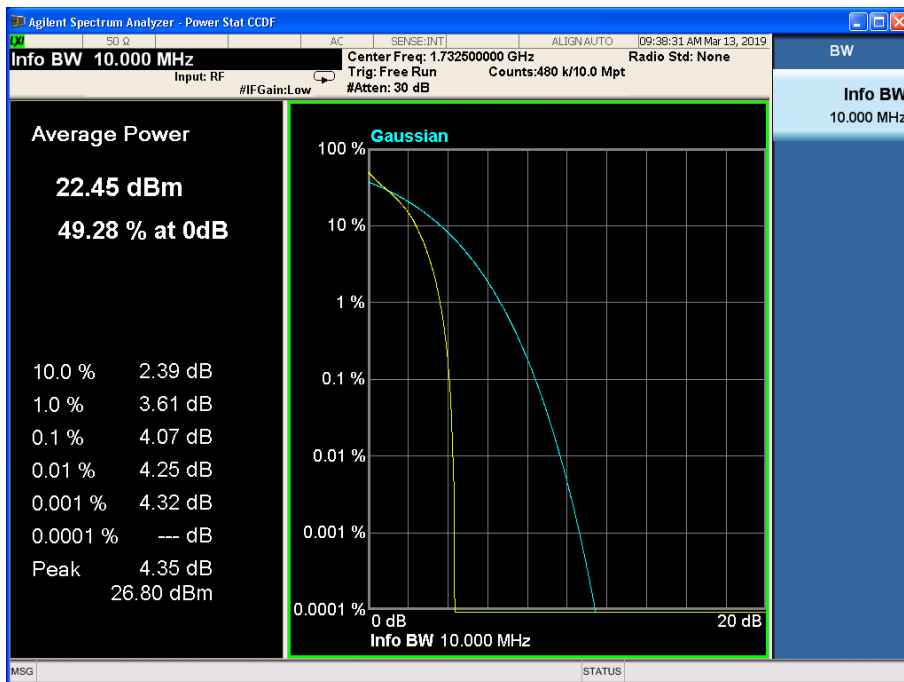 Agilent Spectrum Analyzer - Power Stat CCDF
LXI 50 Ω AC SENSE:INT ALIGN AUTO 09:38:31 AM Mar 13, 2019
Info BW 10.000 MHz
Center Freq: 1.732500000 GHz Radio Std: None
Input: RF Trig: Free Run Counts:480 k/10.0 Mpt
#IFGain:Low #Atten: 30 dB
BW
Info BW
10.000 MHz
Average Power
22.45 dBm
49.28 % at 0dB
10.0 % 2.39 dB
1.0 % 3.61 dB
0.1 % 4.07 dB
0.01 % 4.25 dB
0.001 % 4.32 dB
0.0001 % --- dB
Peak 4.35 dB
26.80 dBm
Gaussian
100 %
10 %
1 %
0.1 %
0.01 %
0.001 %
0.0001 %
0 dB 20 dB
Info BW 10.000 MHz
MSG STATUS